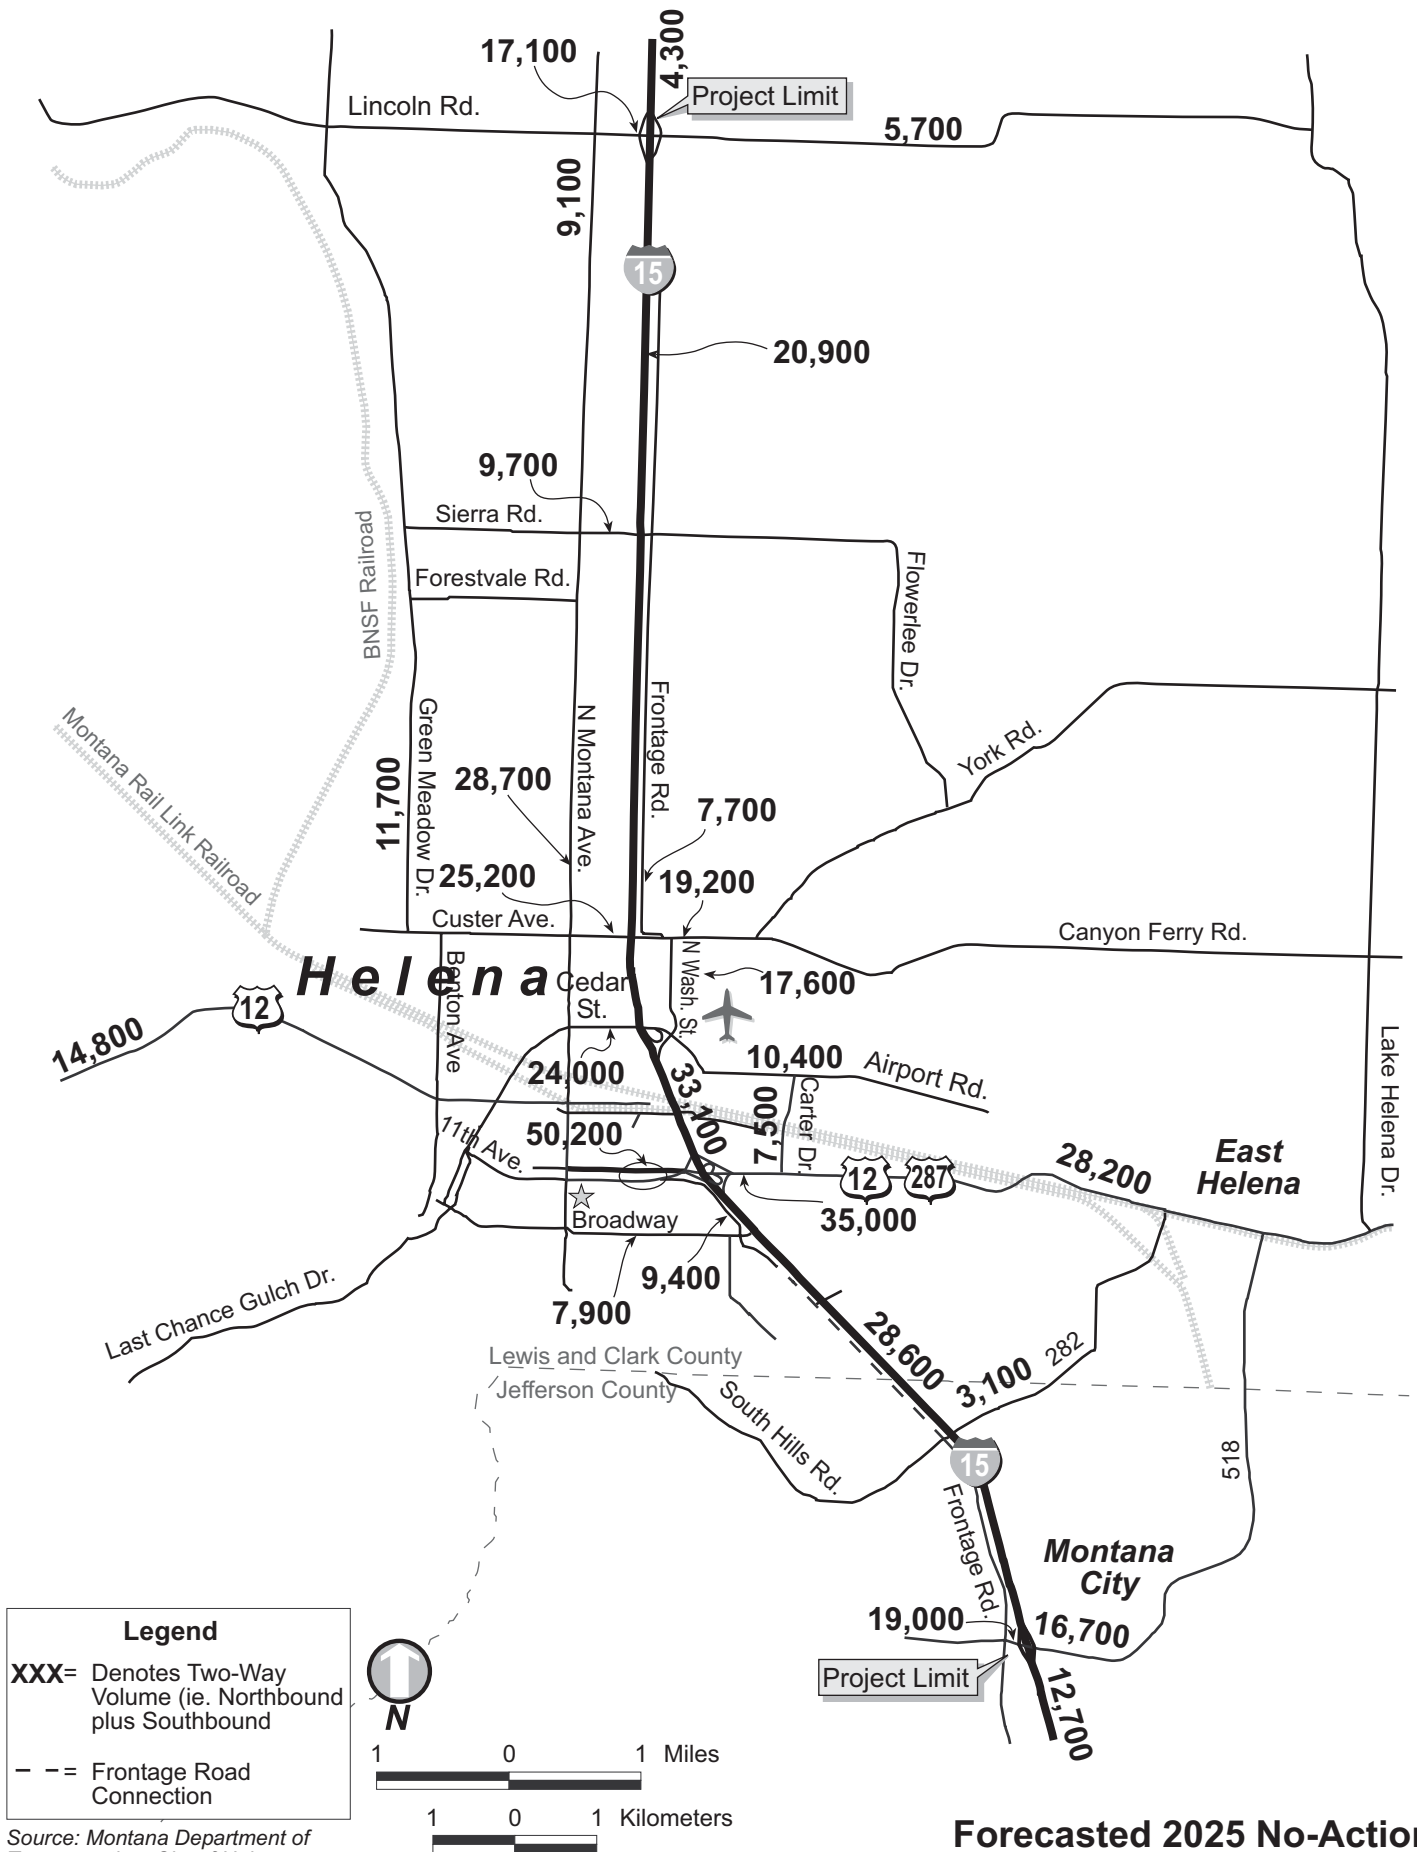 17,100
4,300
Project Limit
Lincoln Rd.
5,700
9,100
15
20,900
9,700
Sierra Rd.
Forestvale Rd.
BNSF Railroad
Flowerlee Dr.
Green Meadow Dr.
N Montana Ave.
Frontage Rd.
York Rd.
Montana Rail Link Railroad
11,700
28,700
7,700
25,200
19,200
Custer Ave.
Canyon Ferry Rd.
Helena
Benton Ave
Cedar
St.
N Wash. St.
17,600
12
14,800
24,000
33,100
10,400
Airport Rd.
7,500
Carter Dr.
Lake Helena Dr.
11th Ave.
50,200
12
287
28,200
East
Helena
35,000
Broadway
9,400
7,900
Last Chance Gulch Dr.
Lewis and Clark County
Jefferson County
28,600
3,100
282
South Hills Rd.
15
518
Frontage Rd.
Montana
City
19,000
16,700
Project Limit
12,700
Legend
XXX= Denotes Two-Way
Volume (ie. Northbound
plus Southbound
– – = Frontage Road
Connection
N
1 0 1 Miles
1 0 1 Kilometers
Source: Montana Department of
Forecasted 2025 No-Action